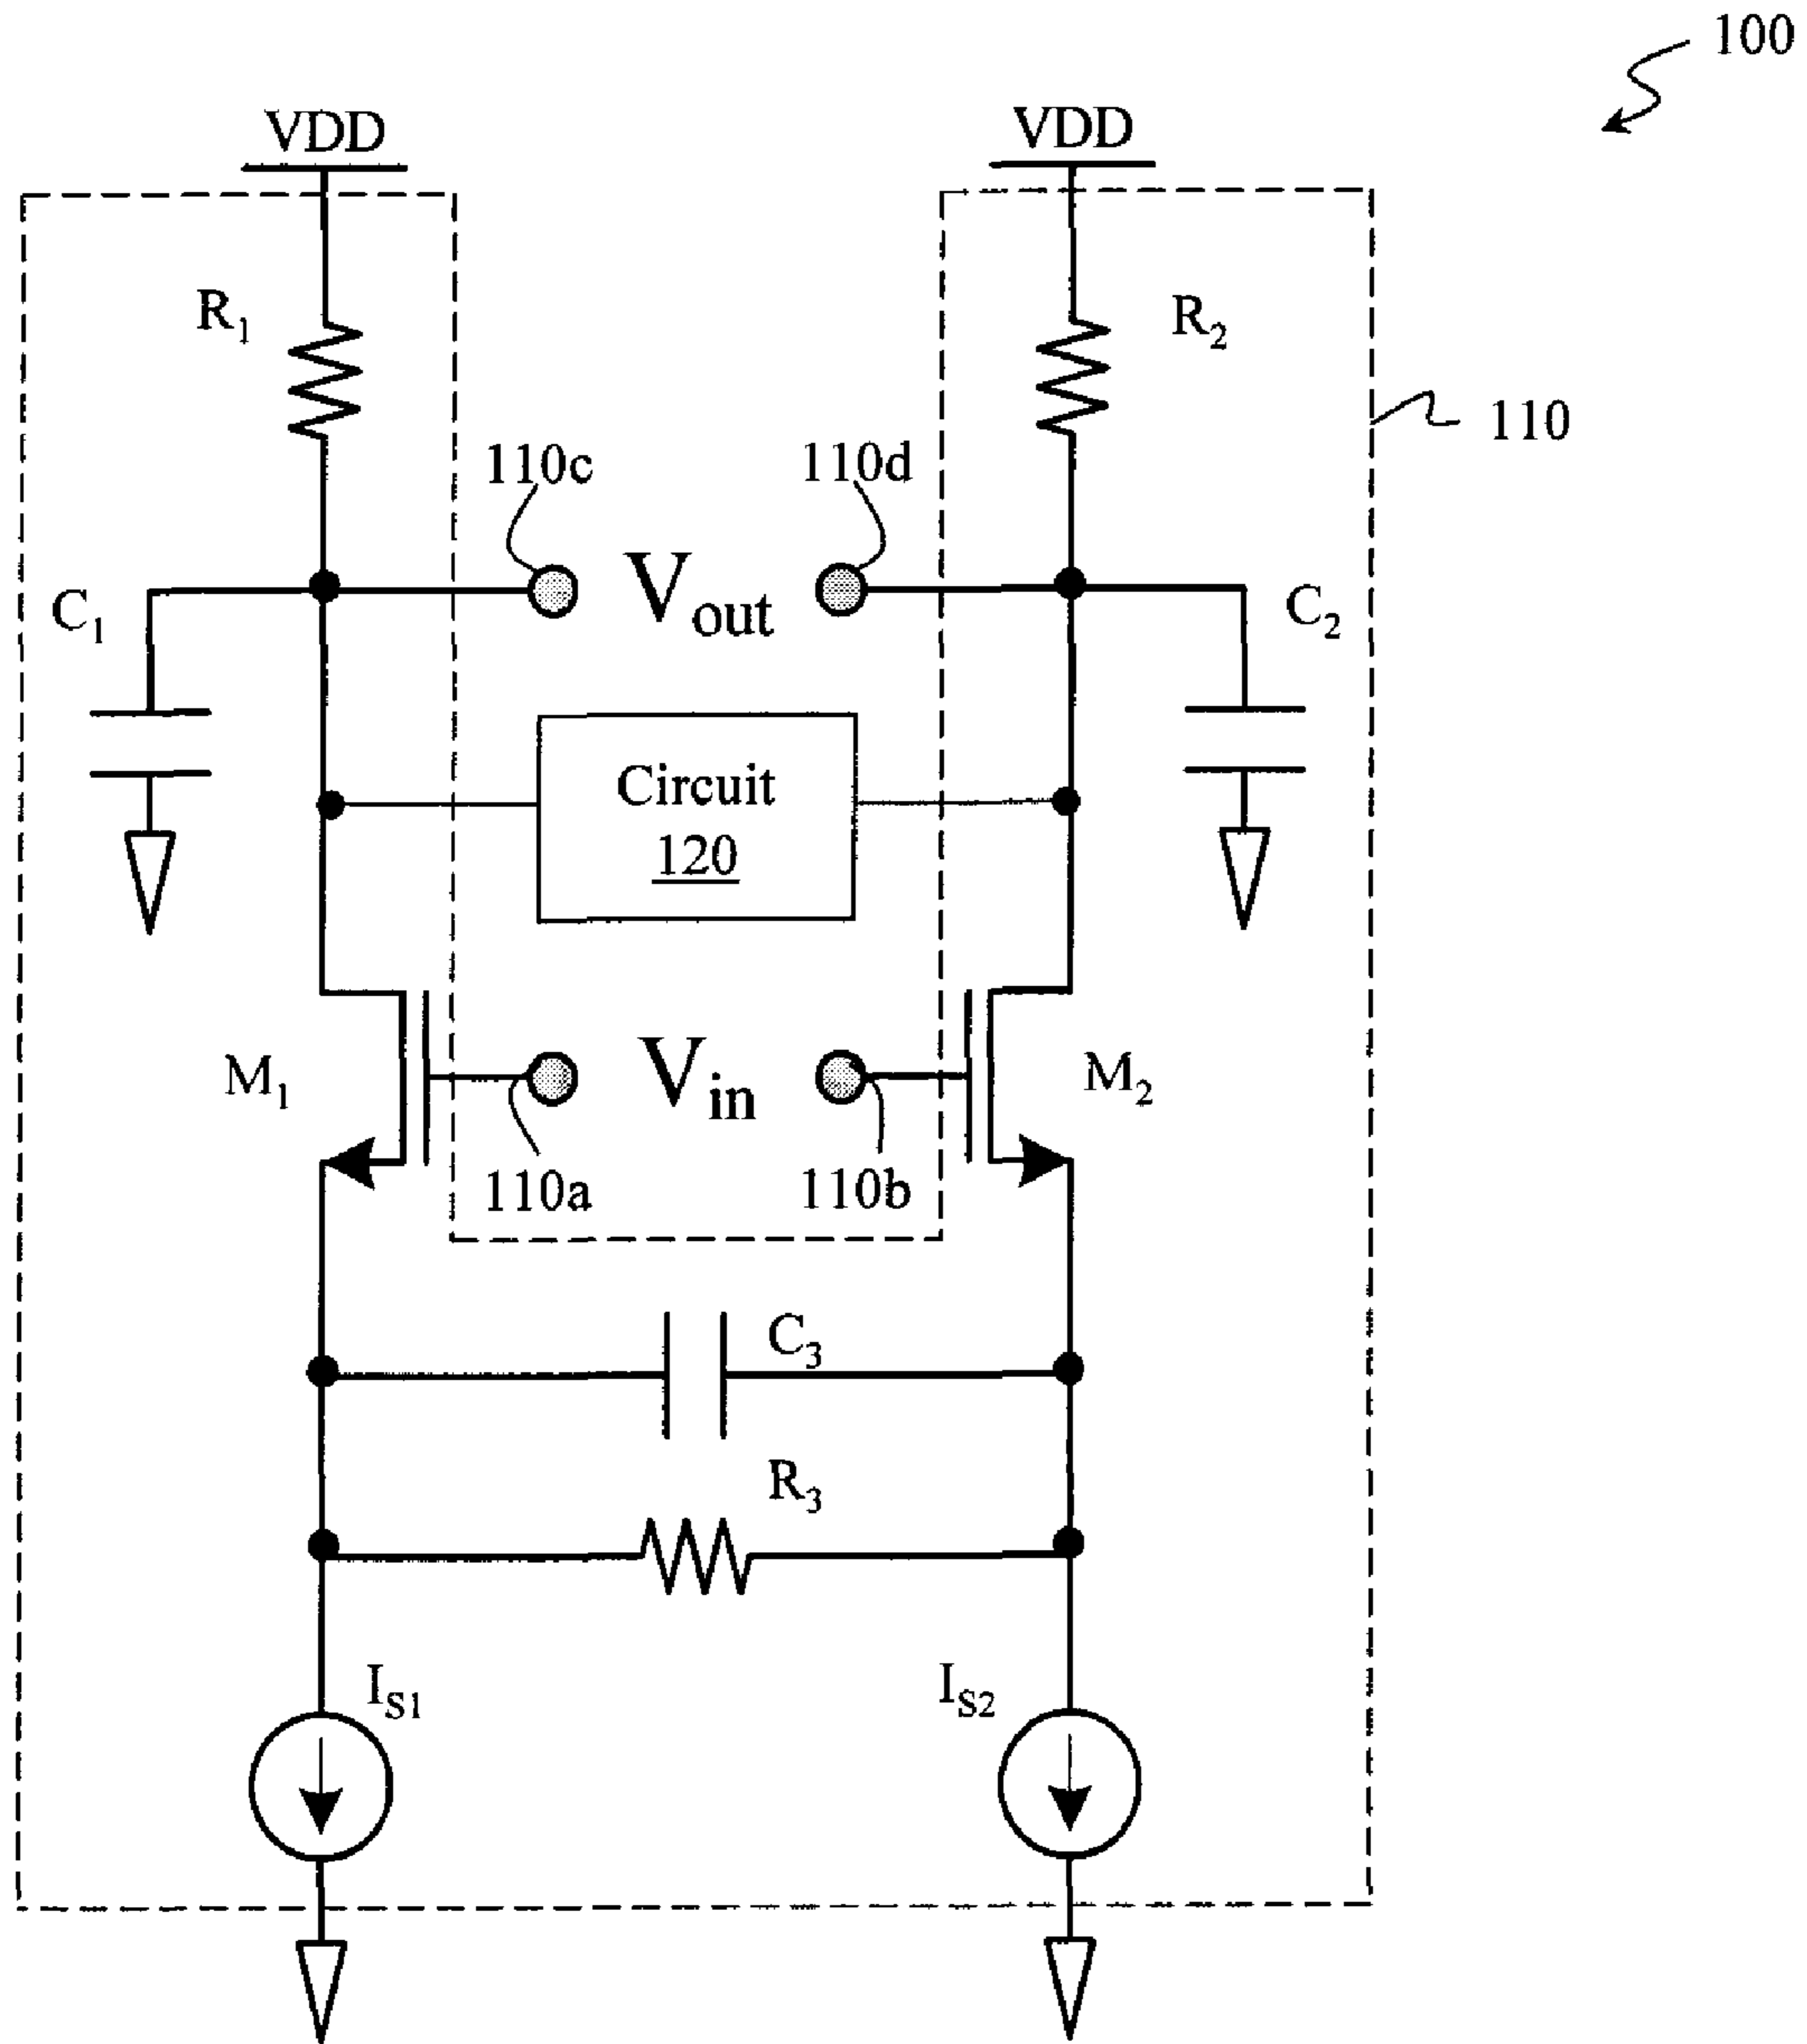 100
VDD
VDD
R1
R2
110
110c
110d
Vout
C1
C2
Circuit
120
M1
Vin
M2
110a
110b
C3
R3
IS1
IS2